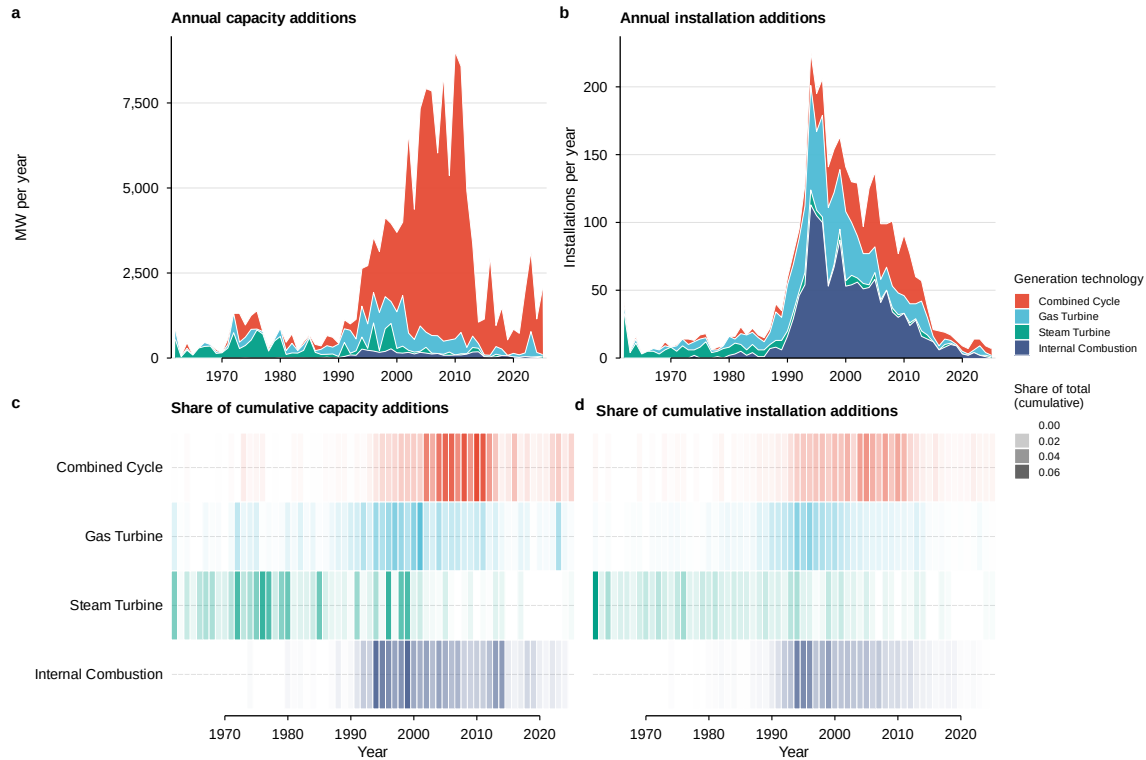 a
Annual capacity additions
MW per year
7,500
5,000
2,500
0
1970
1980
1990
2000
2010
2020
b
Annual installation additions
Installations per year
200
150
100
50
0
1970
1980
1990
2000
2010
2020
Generation technology
Combined Cycle
Gas Turbine
Steam Turbine
Internal Combustion
Share of total
(cumulative)
0.00
0.02
0.04
0.06
c
Share of cumulative capacity additions
Combined Cycle
Gas Turbine
Steam Turbine
Internal Combustion
1970
1980
1990
2000
2010
2020
Year
d
Share of cumulative installation additions
1970
1980
1990
2000
2010
2020
Year